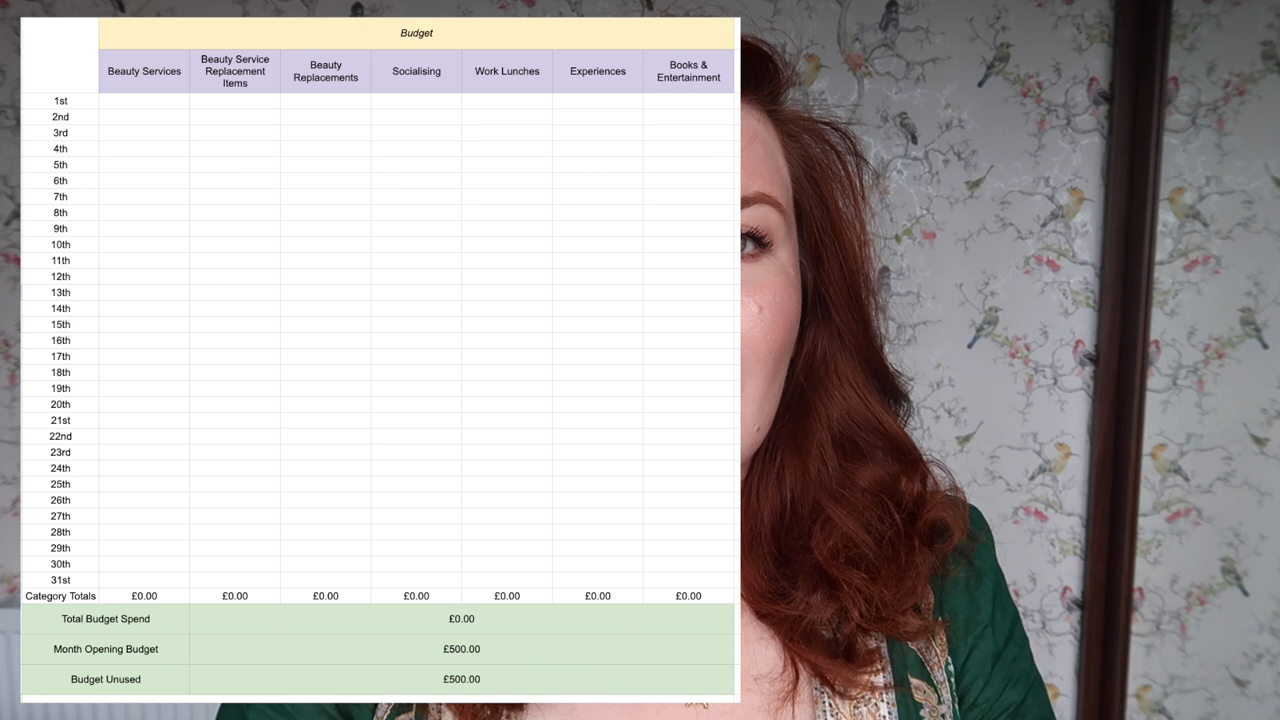 Budget
Beauty Services
Beauty Service
Replacement
Items
Beauty
Replacements
Socialising
Work Lunches
Experiences
Books &
Entertainment
1st
2nd
3rd
4th
5th
6th
7th
8th
9th
10th
11th
12th
13th
14th
15th
16th
17th
18th
19th
20th
21st
22nd
23rd
24th
25th
26th
27th
28th
29th
30th
31st
Category Totals £0.00 £0.00 £0.00 £0.00 £0.00 £0.00 £0.00
Total Budget Spend £0.00
Month Opening Budget £500.00
Budget Unused £500.00